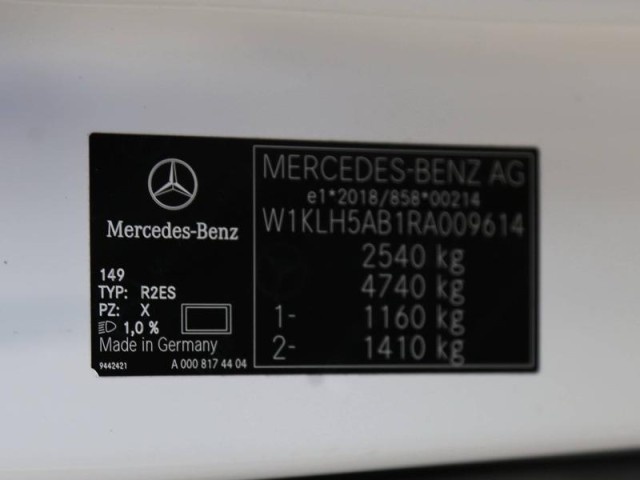 Mercedes-Benz
149
TYP: R2ES
PZ: X
1,0 %
Made in Germany
9442421 A 000 817 44 04
MERCEDES-BENZ AG
e1*2018/858*00214
W1KLH5AB1RA009614
2540 kg
4740 kg
1- 1160 kg
2- 1410 kg